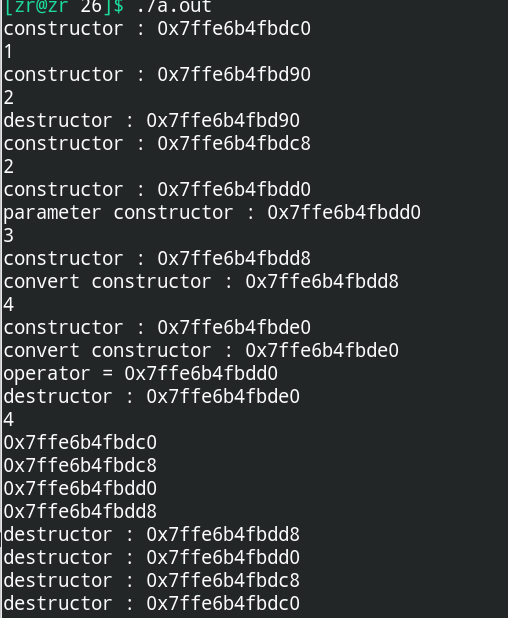 [zr@zr 26]$ ./a.out
constructor : 0x7ffe6b4fbdc0
1
constructor : 0x7ffe6b4fbd90
2
destructor : 0x7ffe6b4fbd90
constructor : 0x7ffe6b4fbdc8
2
constructor : 0x7ffe6b4fbdd0
parameter constructor : 0x7ffe6b4fbdd0
3
constructor : 0x7ffe6b4fbdd8
convert constructor : 0x7ffe6b4fbdd8
4
constructor : 0x7ffe6b4fbde0
convert constructor : 0x7ffe6b4fbde0
operator = 0x7ffe6b4fbdd0
destructor : 0x7ffe6b4fbde0
4
0x7ffe6b4fbdc0
0x7ffe6b4fbdc8
0x7ffe6b4fbdd0
0x7ffe6b4fbdd8
destructor : 0x7ffe6b4fbdd8
destructor : 0x7ffe6b4fbdd0
destructor : 0x7ffe6b4fbdc8
destructor : 0x7ffe6b4fbdc0